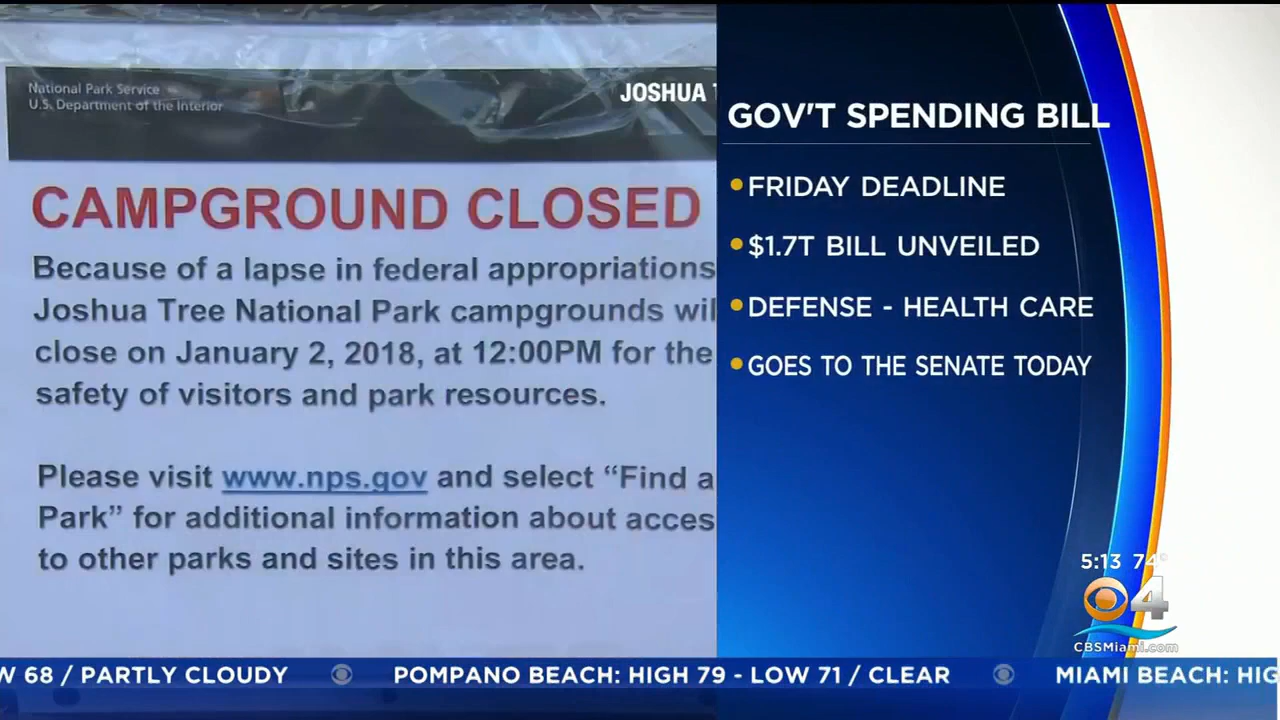 National Park Service
U.S. Department of the Interior
JOSHUA
CAMPGROUND CLOSED
Because of a lapse in federal appropriations
Joshua Tree National Park campgrounds wil
close on January 2, 2018, at 12:00PM for the
safety of visitors and park resources.
Please visit www.nps.gov and select “Find a
Park” for additional information about acces
to other parks and sites in this area.
GOV'T SPENDING BILL
•FRIDAY DEADLINE
•$1.7T BILL UNVEILED
•DEFENSE - HEALTH CARE
•GOES TO THE SENATE TODAY
5:13 74°
4
CBSMiami.com
W 68 / PARTLY CLOUDY POMPANO BEACH: HIGH 79 - LOW 71 / CLEAR MIAMI BEACH: HIG